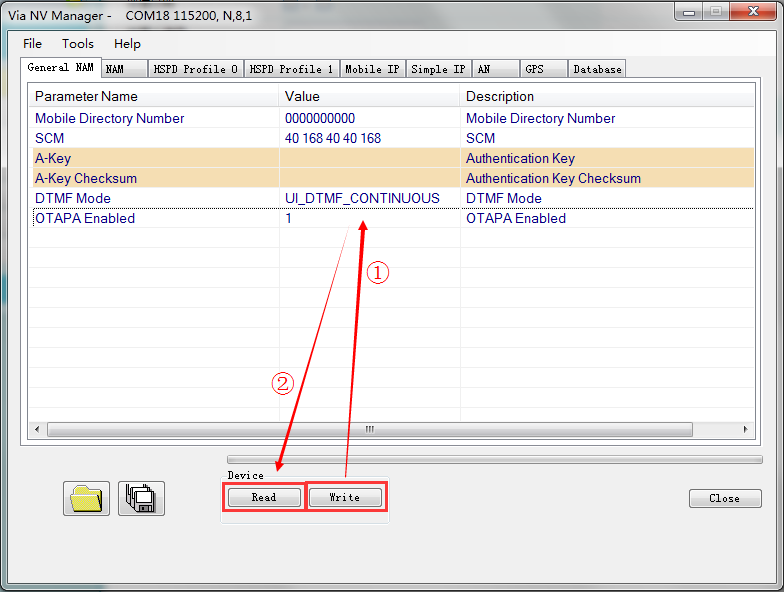 Via NV Manager -    COM18 115200, N,8,1
File Tools Help
General NAM NAM HSPD Profile 0 HSPD Profile 1 Mobile IP Simple IP AN GPS Database
Parameter Name Value Description
Mobile Directory Number 0000000000 Mobile Directory Number
SCM 40 168 40 40 168 SCM
A-Key Authentication Key
A-Key Checksum Authentication Key Checksum
DTMF Mode UI_DTMF_CONTINUOUS DTMF Mode
OTAPA Enabled 1 OTAPA Enabled
①
②
Device
Read Write Close